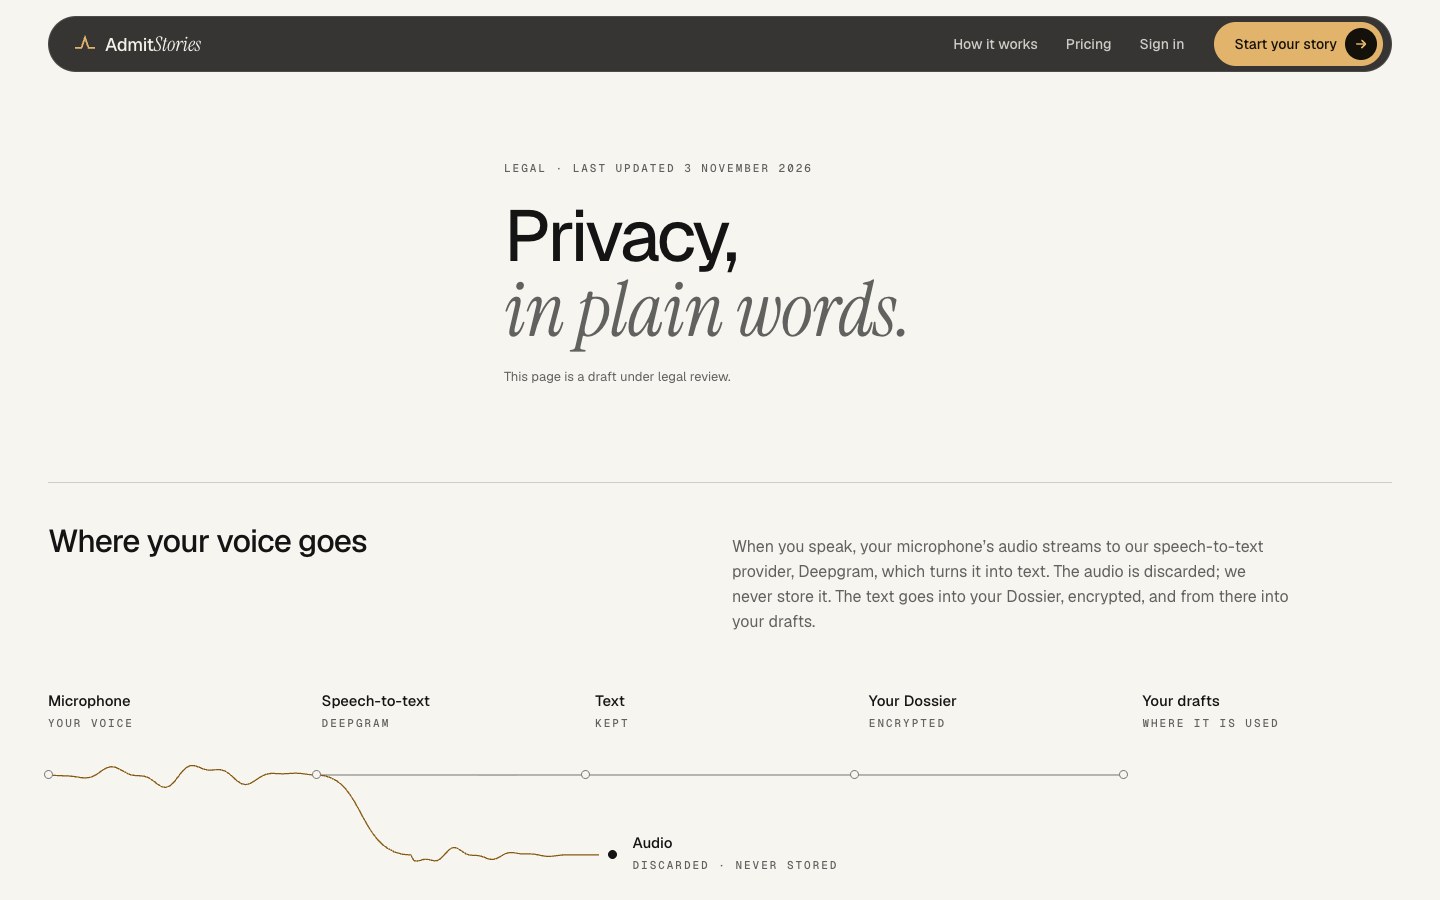 AdmitStories
How it works
Pricing
Sign in
Start your story
LEGAL · LAST UPDATED 3 NOVEMBER 2026
Privacy,
in plain words.
This page is a draft under legal review.
Where your voice goes
When you speak, your microphone’s audio streams to our speech-to-text
provider, Deepgram, which turns it into text. The audio is discarded; we
never store it. The text goes into your Dossier, encrypted, and from there into
your drafts.
Microphone
YOUR VOICE
Speech-to-text
DEEPGRAM
Text
KEPT
Your Dossier
ENCRYPTED
Your drafts
WHERE IT IS USED
Audio
DISCARDED · NEVER STORED